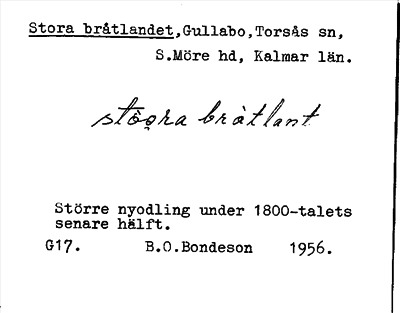 Stora bråtlandet,Gullabo,Torsås sn,
S.Möre hd, Kalmar län.
bråtlant
Större nyodling under 1800-talets
senare hälft.
G17. B.O.Bondeson 1956.